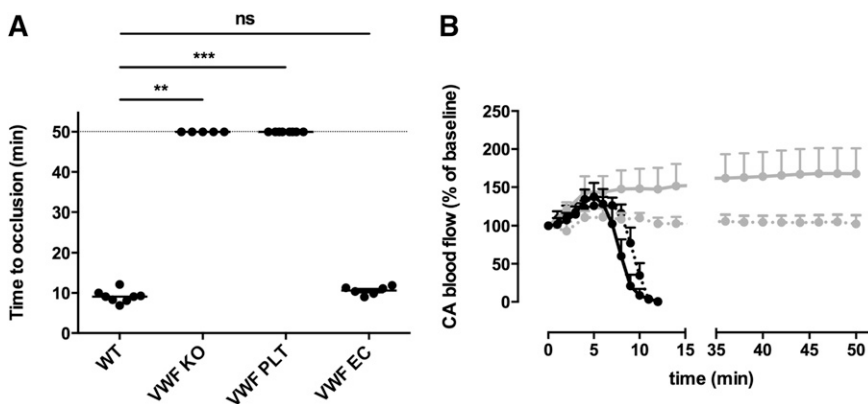 A
ns
***
**
Time to occlusion (min)
50
40
30
20
10
0
WT
VWF KO
VWF PLT
VWF EC
B
CA blood flow (% of baseline)
250
200
150
100
50
0
0 5 10 15 35 40 45 50
time (min)